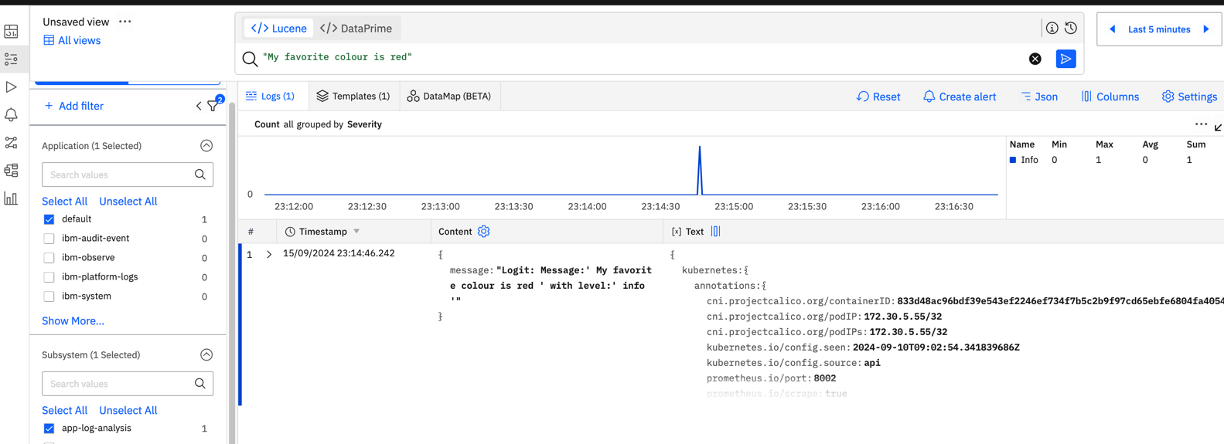 Unsaved view ...
All views
</> Lucene </> DataPrime
"My favorite colour is red"
Last 5 minutes
+ Add filter
2
Logs (1) Templates (1) DataMap (BETA)
Reset Create alert Json Columns Settings
Count all grouped by Severity
Application (1 Selected)
Search values
Select All Unselect All
default 1
ibm-audit-event 0
ibm-observe 0
ibm-platform-logs 0
ibm-system 0
Show More...
Subsystem (1 Selected)
Search values
Select All Unselect All
app-log-analysis 1
0
23:12:00 23:12:30 23:13:00 23:13:30 23:14:00 23:14:30 23:15:00 23:15:30 23:16:00 23:16:30
Name Min Max Avg Sum
Info 0 1 0 1
# Timestamp Content [x] Text
1 > 15/09/2024 23:14:46.242
{
message:"Logit: Message:' My favorit
e colour is red ' with level:' info
'"
}
{
kubernetes:{
annotations:{
cni.projectcalico.org/containerID:833d48ac96bdf39e543ef2246ef734f7b5c2b9f97cd65ebfe6804fa4054
cni.projectcalico.org/podIP:172.30.5.55/32
cni.projectcalico.org/podIPs:172.30.5.55/32
kubernetes.io/config.seen:2024-09-10T09:02:54.341839686Z
kubernetes.io/config.source:api
prometheus.io/port:8002
prometheus.io/scrape:true